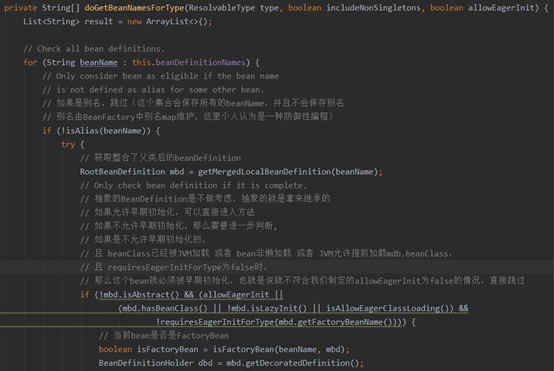 private String[] doGetBeanNamesForType(ResolvableType type, boolean includeNonSingletons, boolean allowEagerInit) {
List<String> result = new ArrayList<>();
// Check all bean definitions.
for (String beanName : this.beanDefinitionNames) {
// Only consider bean as eligible if the bean name
// is not defined as alias for some other bean.
// 如果是别名，跳过（这个集合会保存所有的beanName，并且不会保存别名
// 别名由BeanFactory中别名map维护，这里个人认为是一种防御性编程）
if (!isAlias(beanName)) {
try {
// 获取整合了父类后的beanDefinition
RootBeanDefinition mbd = getMergedLocalBeanDefinition(beanName);
// Only check bean definition if it is complete.
// 抽象的BeanDefinition是不做考虑，抽象的就是拿来继承的
// 如果允许早期初始化，可以直接进入方法
// 如果不允许早期初始化，那么需要进一步判断,
// 如果是不允许早期初始化的，
// 且 beanClass已经被JVM加载 或者 bean非懒加载 或者 JVM允许提前加载mdb.beanClass,
// 且 requiresEagerInitForType为false时，
// 那么这个bean就必须被早期初始化，也就是说就不符合我们制定的allowEagerInit为false的情况，直接跳过
if (!mbd.isAbstract() && (allowEagerInit ||
(mbd.hasBeanClass() || !mbd.isLazyInit() || isAllowEagerClassLoading()) &&
!requiresEagerInitForType(mbd.getFactoryBeanName()))) {
// 当前bean是否是FactoryBean
boolean isFactoryBean = isFactoryBean(beanName, mbd);
BeanDefinitionHolder dbd = mbd.getDecoratedDefinition();